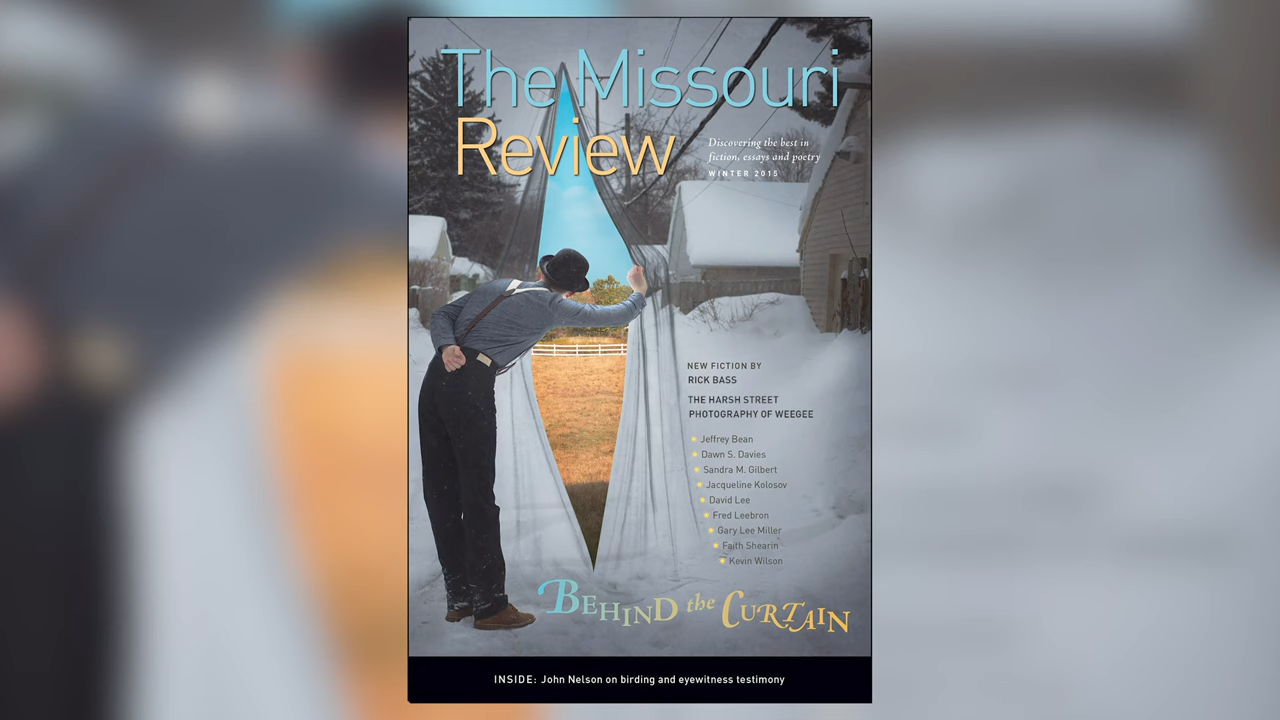 The Missouri
Review
Discovering the best in
fiction, essays and poetry
WINTER 2015
NEW FICTION BY
RICK BASS
THE HARSH STREET
PHOTOGRAPHY OF WEEGEE
Jeffrey Bean
Dawn S. Davies
Sandra M. Gilbert
Jacqueline Kolosov
David Lee
Fred Leebron
Gary Lee Miller
Faith Shearin
Kevin Wilson
BEHIND the CURTAIN
INSIDE: John Nelson on birding and eyewitness testimony